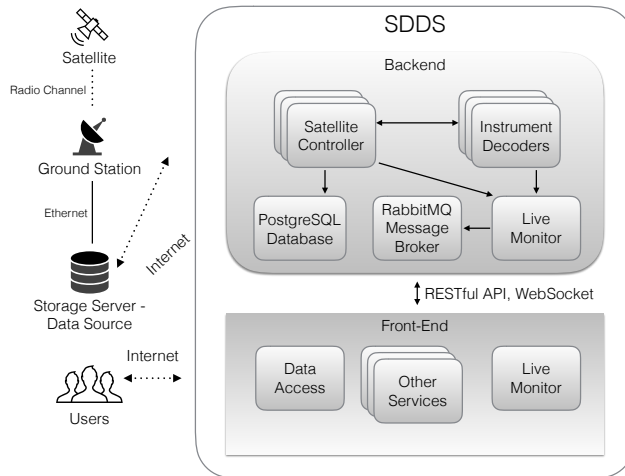 SDDS
Satellite
Radio Channel
Ground Station
Ethernet
Internet
Storage Server -
Data Source
Internet
Users
Backend
Satellite
Controller
Instrument
Decoders
PostgreSQL
Database
RabbitMQ
Message
Broker
Live
Monitor
RESTful API, WebSocket
Front-End
Data
Access
Other
Services
Live
Monitor